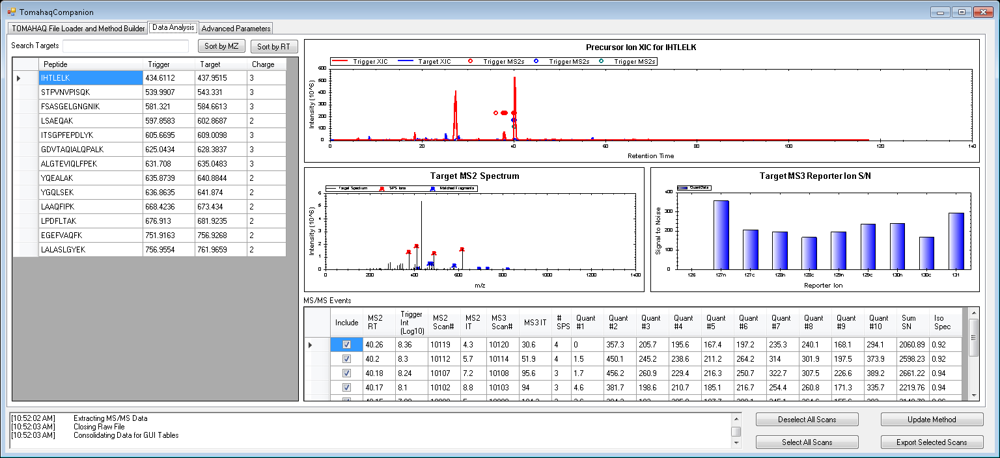 TomahaqCompanion
TOMAHAQ File Loader and Method Builder Data Analysis Advanced Parameters
Search Targets Sort by MZ Sort by RT
Peptide Trigger Target Charge
IHTLELK 434.6112 437.9515 3
STPVNVPISQK 539.9907 543.331 3
FSASGELGNGNIK 581.321 584.6613 3
LSAEQAK 597.8583 602.8687 2
ITSGPFEPDLYK 605.6695 609.0098 3
GDVTAQIALQPALK 625.0434 628.3837 3
ALGTEVIQLFPEK 631.708 635.0483 3
YQEALAK 635.8739 640.8844 2
YGQLSEK 636.8635 641.874 2
LAAQFIPK 668.4236 673.434 2
LPDFLTAK 676.913 681.9235 2
EGEFVAQFK 751.9163 756.9268 2
LALASLGYEK 756.9554 761.9659 2
Precursor Ion XIC for IHTLELK
Trigger XIC Target XIC Trigger MS2s Trigger MS2s Trigger MS2s
Intensity (10^6)
600
500
400
300
200
100
0
0 20 40 60 80 100 120 140
Retention Time
Target MS2 Spectrum
Target Spectrum SPS Ions Matched Fragments
Intensity (10^6)
6
5
4
3
2
1
0
0 200 400 600 800 1000 1200 1400
m/z
Target MS3 Reporter Ion S/N
QuantData
Signal to Noise
400
300
200
100
0
126 127n 127c 128n 128c 129n 129c 130n 130c 131
Reporter Ion
MS/MS Events
Include MS2 RT Trigger Int (Log10) MS2 Scan# MS2 IT MS3 Scan# MS3 IT # SPS Quant #1 Quant #2 Quant #3 Quant #4 Quant #5 Quant #6 Quant #7 Quant #8 Quant #9 Quant #10 Sum SN Iso Spec
40.26 8.36 10119 4.3 10120 30.6 4 0 357.3 205.7 195.6 167.4 197.2 235.3 240.1 168.1 294.1 2060.89 0.92
40.2 8.3 10112 5.7 10114 51.9 4 1.5 450.1 245.2 238.6 211.2 264.2 314 301.9 197.5 373.9 2598.23 0.92
40.18 8.24 10107 7.2 10108 95.6 3 1.7 456.2 260.9 229.4 216.3 250.7 322.7 307.5 226.6 389.2 2661.22 0.94
40.17 8.1 10102 8.8 10103 94 3 4.6 381.7 198.6 210.7 185.1 216.7 254.4 260.8 171.3 335.7 2219.76 0.94
[10:52:02 AM] Extracting MS/MS Data
[10:52:03 AM] Closing Raw File
[10:52:03 AM] Consolidating Data for GUI Tables
Deselect All Scans Update Method
Select All Scans Export Selected Scans